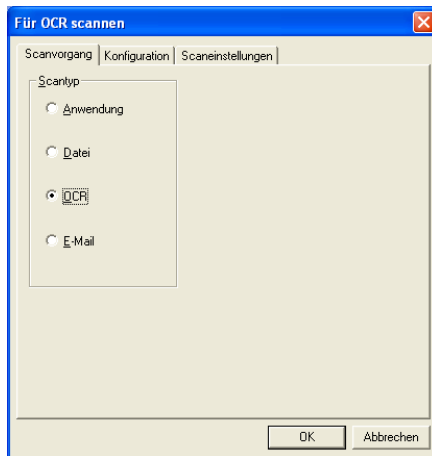 Für OCR scannen
Scanvorgang Konfiguration Scaneinstellungen
Scantyp
Anwendung
Datei
OCR
E-Mail
OK Abbrechen